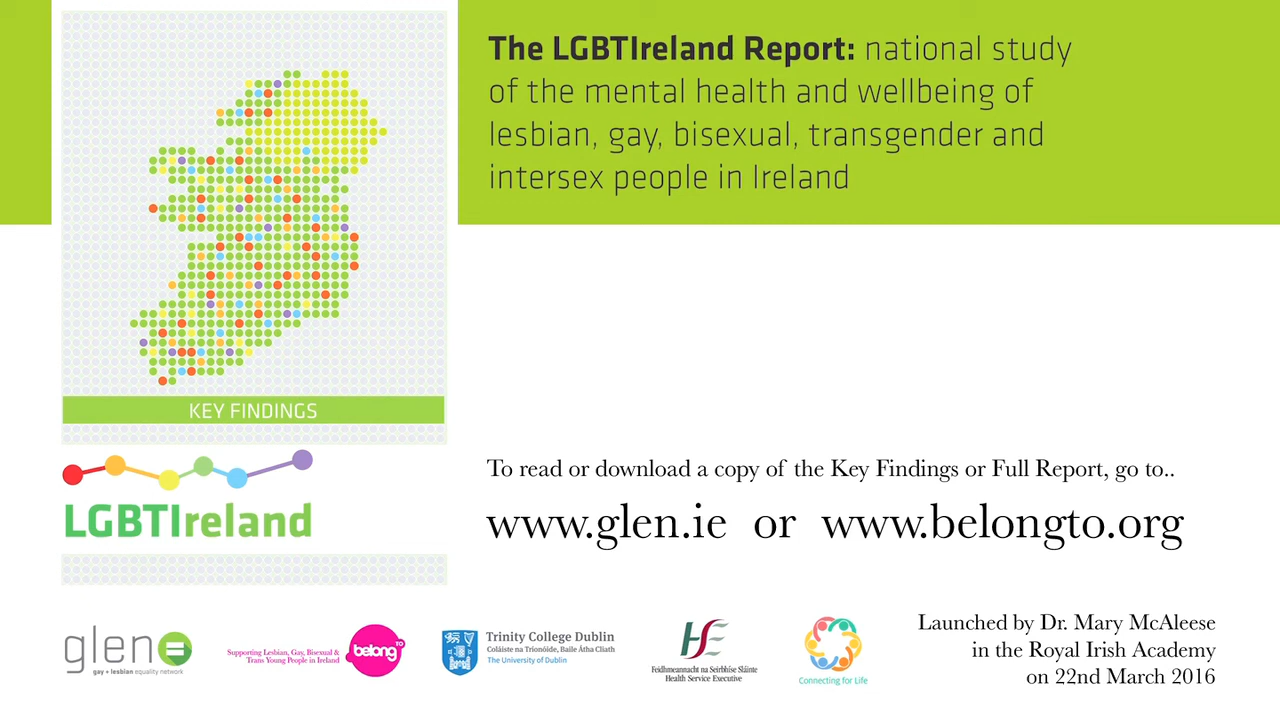 The LGBTIreland Report: national study
of the mental health and wellbeing of
lesbian, gay, bisexual, transgender and
intersex people in Ireland
KEY FINDINGS
LGBTIreland
To read or download a copy of the Key Findings or Full Report, go to..
www.glen.ie or www.belongto.org
glen
gay + lesbian equality network
Supporting Lesbian, Gay, Bisexual &
Trans Young People in Ireland
belong
TO
Trinity College Dublin
Coláiste na Tríonóide, Baile Átha Cliath
The University of Dublin
HSE
Feidhmeannacht na Seirbhíse Sláinte
Health Service Executive
Connecting for Life
Launched by Dr. Mary McAleese
in the Royal Irish Academy
on 22nd March 2016